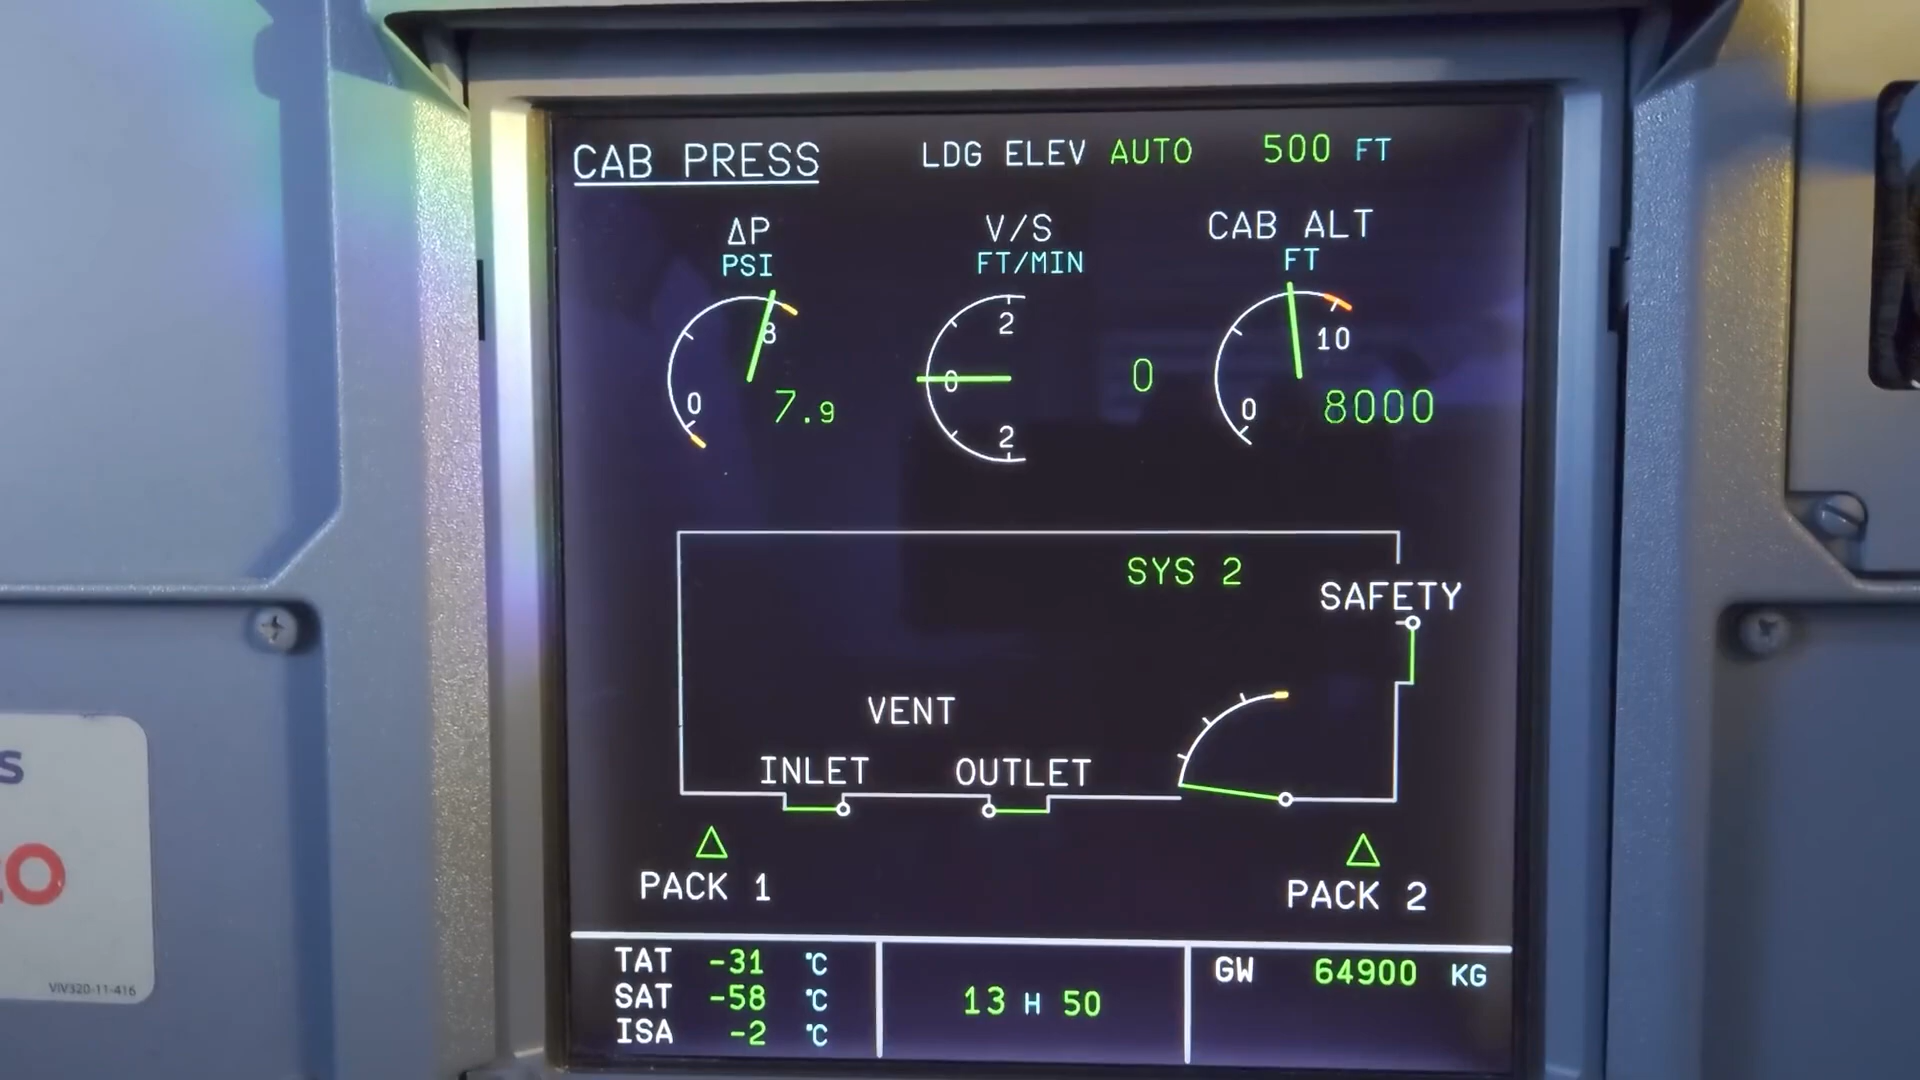 CAB PRESS LDG ELEV AUTO 500 FT
ΔP V/S CAB ALT
PSI FT/MIN FT
8 2 10
0 0 0
7.9 0 8000
2
SYS 2
SAFETY
VENT
INLET OUTLET
PACK 1 PACK 2
TAT -31 °C
SAT -58 °C
ISA -2 °C
13 H 50
GW 64900 KG
VIV320-11-416